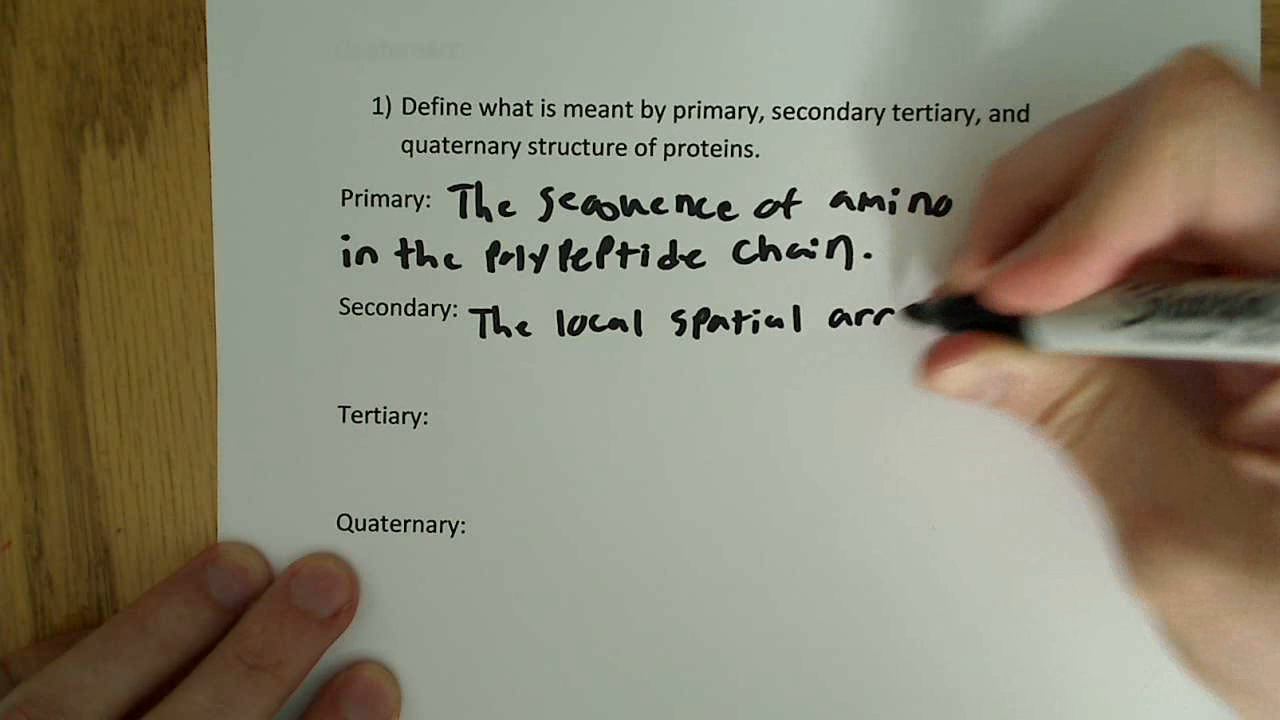 1) Define what is meant by primary, secondary tertiary, and
quaternary structure of proteins.
Primary: The sequence of amino
in the polypeptide chain.
Secondary: The local spatial arr
Tertiary:
Quaternary: